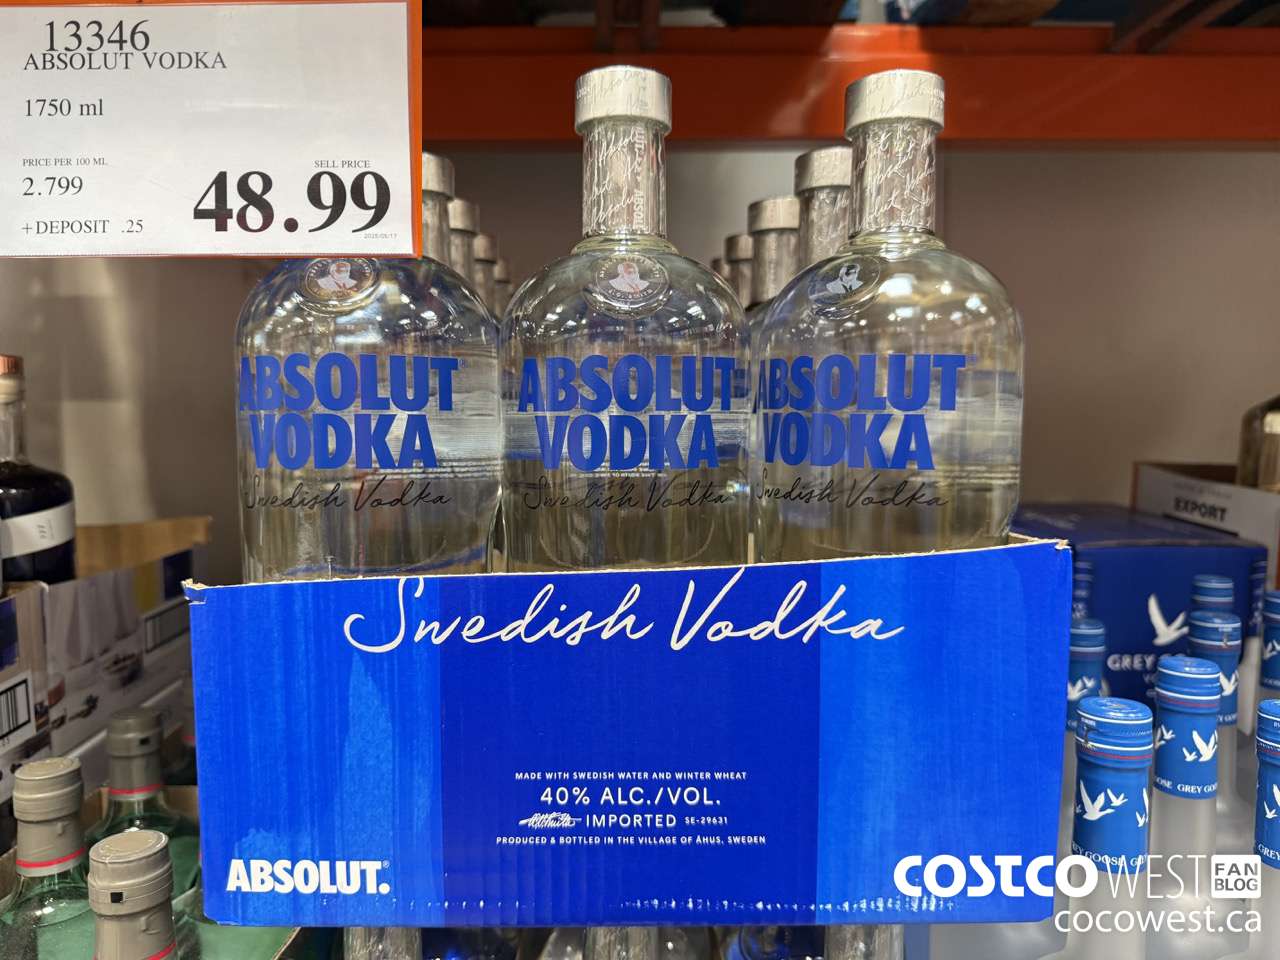 13346
ABSOLUT VODKA
1750 ml
PRICE PER 100 ML
2.799
+DEPOSIT .25
SELL PRICE
48.99
ABSOLUT
VODKA
Swedish Vodka
ABSOLUT
VODKA
Swedish Vodka
ABSOLUT
VODKA
Swedish Vodka
EXPORT
GREY
Swedish Vodka
MADE WITH SWEDISH WATER AND WINTER WHEAT
40% ALC./VOL.
IMPORTED SE-29631
PRODUCED & BOTTLED IN THE VILLAGE OF ÅHUS, SWEDEN
ABSOLUT.
GREY GOOSE
COSTCO WEST FAN BLOG
cocowest.ca